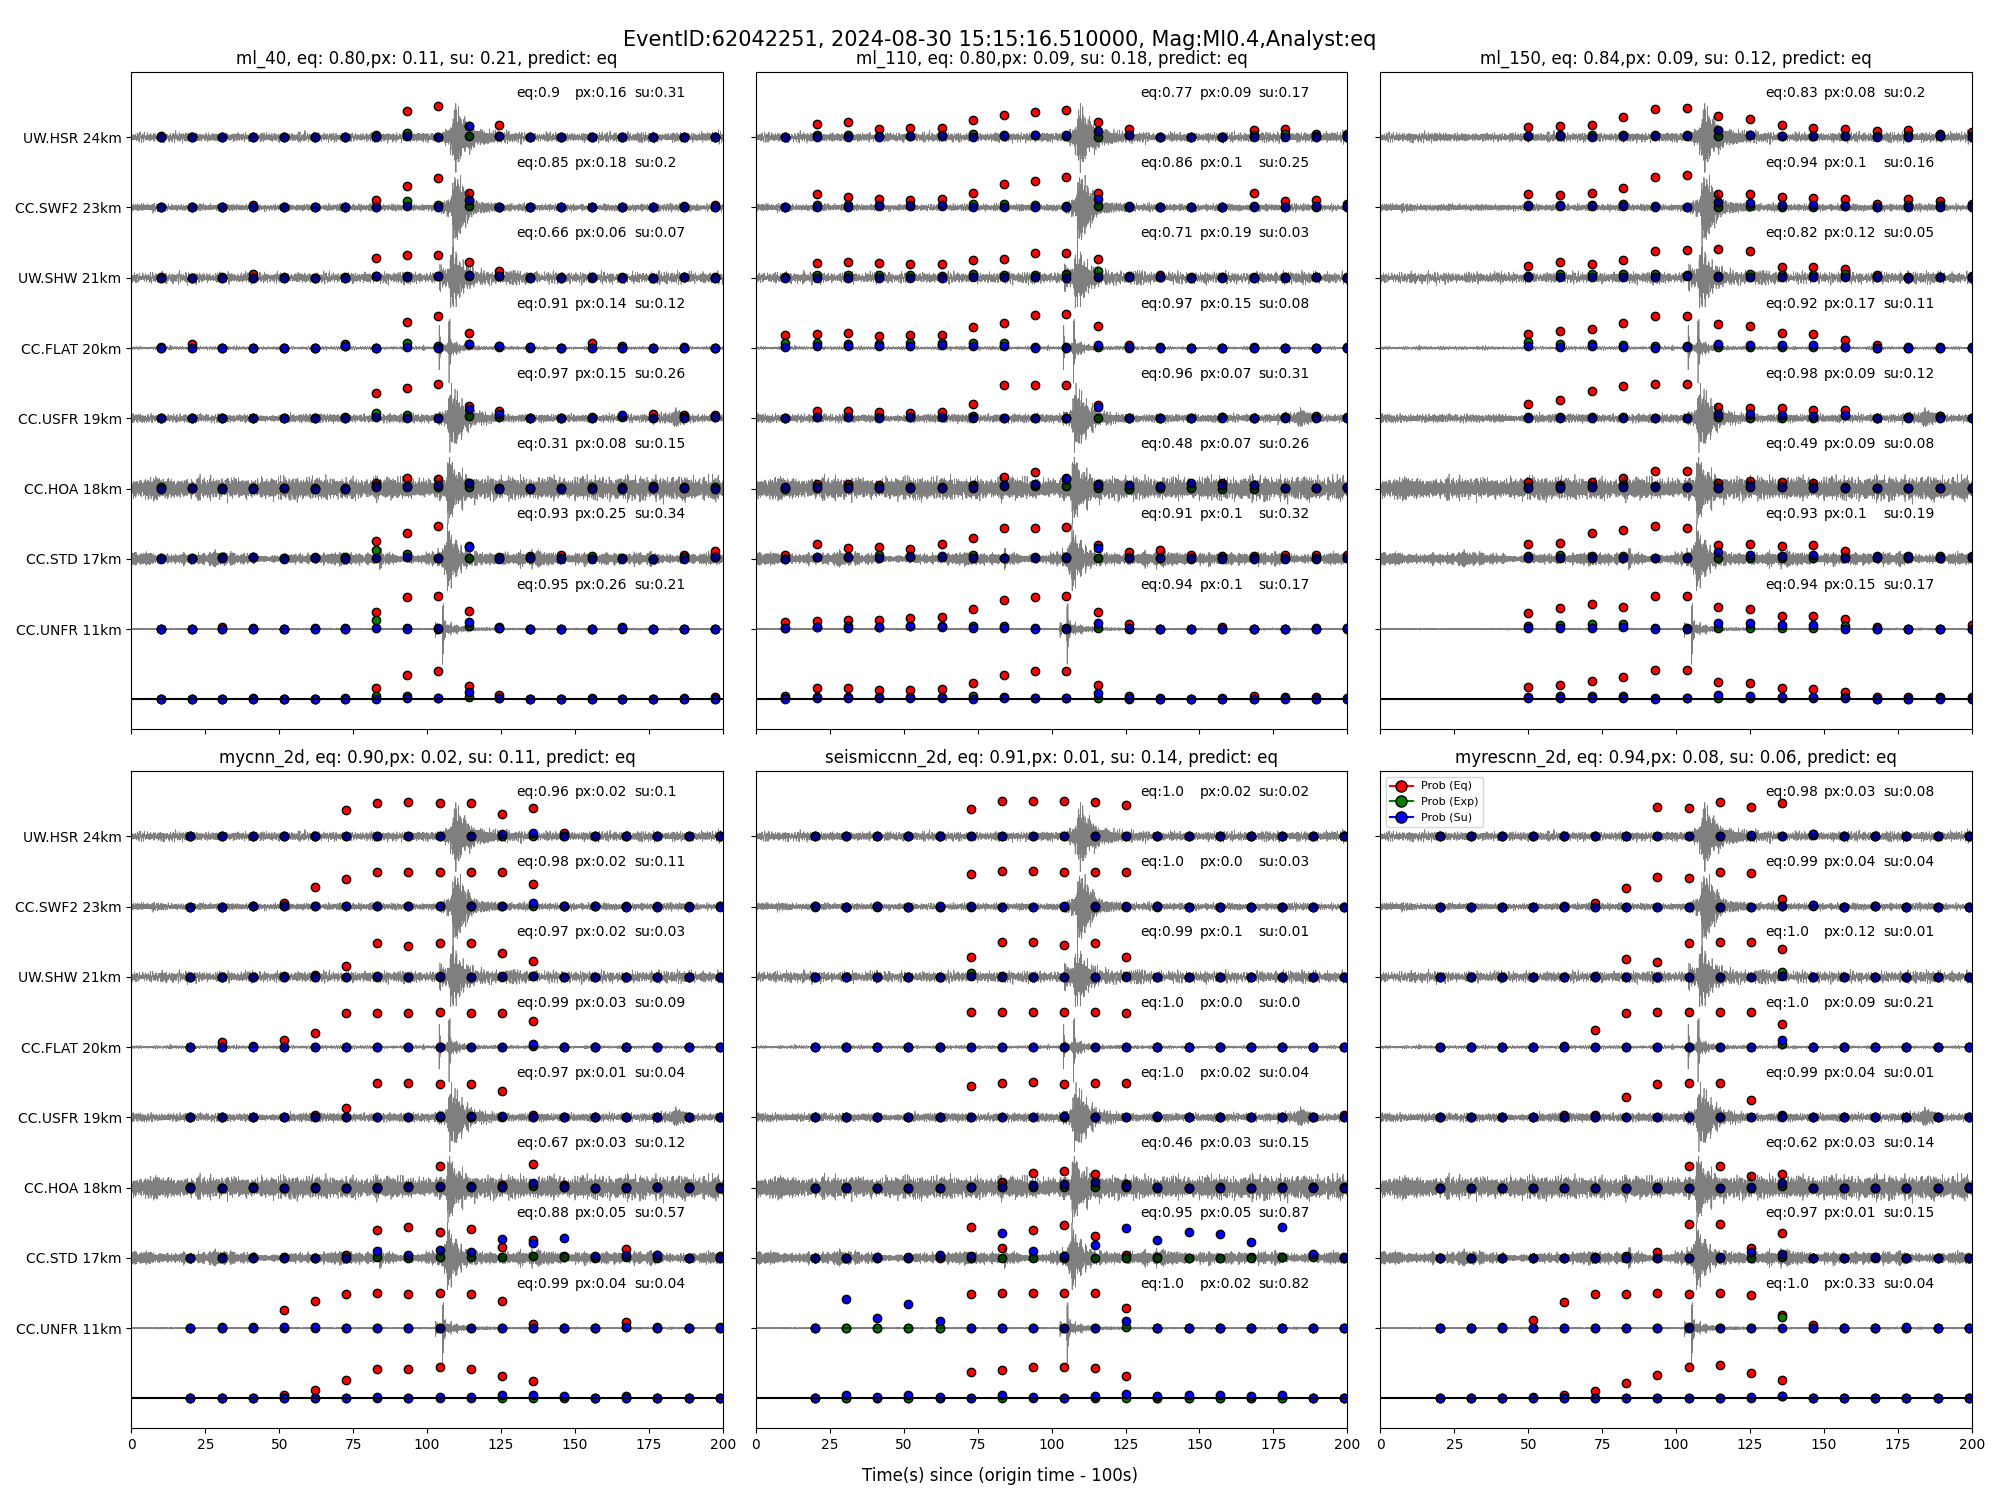 EventID:62042251, 2024-08-30 15:15:16.510000, Mag:Ml0.4,Analyst:eq
ml_40, eq: 0.80,px: 0.11, su: 0.21, predict: eq
ml_110, eq: 0.80,px: 0.09, su: 0.18, predict: eq
ml_150, eq: 0.84,px: 0.09, su: 0.12, predict: eq
eq:0.9 px:0.16 su:0.31 eq:0.77 px:0.09 su:0.17 eq:0.83 px:0.08 su:0.2
UW.HSR 24km
eq:0.85 px:0.18 su:0.2 eq:0.86 px:0.1 su:0.25 eq:0.94 px:0.1 su:0.16
CC.SWF2 23km
eq:0.66 px:0.06 su:0.07 eq:0.71 px:0.19 su:0.03 eq:0.82 px:0.12 su:0.05
UW.SHW 21km
eq:0.91 px:0.14 su:0.12 eq:0.97 px:0.15 su:0.08 eq:0.92 px:0.17 su:0.11
CC.FLAT 20km
eq:0.97 px:0.15 su:0.26 eq:0.96 px:0.07 su:0.31 eq:0.98 px:0.09 su:0.12
CC.USFR 19km
eq:0.31 px:0.08 su:0.15 eq:0.48 px:0.07 su:0.26 eq:0.49 px:0.09 su:0.08
CC.HOA 18km
eq:0.93 px:0.25 su:0.34 eq:0.91 px:0.1 su:0.32 eq:0.93 px:0.1 su:0.19
CC.STD 17km
eq:0.95 px:0.26 su:0.21 eq:0.94 px:0.1 su:0.17 eq:0.94 px:0.15 su:0.17
CC.UNFR 11km
mycnn_2d, eq: 0.90,px: 0.02, su: 0.11, predict: eq
seismiccnn_2d, eq: 0.91,px: 0.01, su: 0.14, predict: eq
myrescnn_2d, eq: 0.94,px: 0.08, su: 0.06, predict: eq
Prob (Eq)
Prob (Exp)
Prob (Su)
eq:0.96 px:0.02 su:0.1 eq:1.0 px:0.02 su:0.02 eq:0.98 px:0.03 su:0.08
UW.HSR 24km
eq:0.98 px:0.02 su:0.11 eq:1.0 px:0.0 su:0.03 eq:0.99 px:0.04 su:0.04
CC.SWF2 23km
eq:0.97 px:0.02 su:0.03 eq:0.99 px:0.1 su:0.01 eq:1.0 px:0.12 su:0.01
UW.SHW 21km
eq:0.99 px:0.03 su:0.09 eq:1.0 px:0.0 su:0.0 eq:1.0 px:0.09 su:0.21
CC.FLAT 20km
eq:0.97 px:0.01 su:0.04 eq:1.0 px:0.02 su:0.04 eq:0.99 px:0.04 su:0.01
CC.USFR 19km
eq:0.67 px:0.03 su:0.12 eq:0.46 px:0.03 su:0.15 eq:0.62 px:0.03 su:0.14
CC.HOA 18km
eq:0.88 px:0.05 su:0.57 eq:0.95 px:0.05 su:0.87 eq:0.97 px:0.01 su:0.15
CC.STD 17km
eq:0.99 px:0.04 su:0.04 eq:1.0 px:0.02 su:0.82 eq:1.0 px:0.33 su:0.04
CC.UNFR 11km
0 25 50 75 100 125 150 175 200
0 25 50 75 100 125 150 175 200
0 25 50 75 100 125 150 175 200
Time(s) since (origin time - 100s)